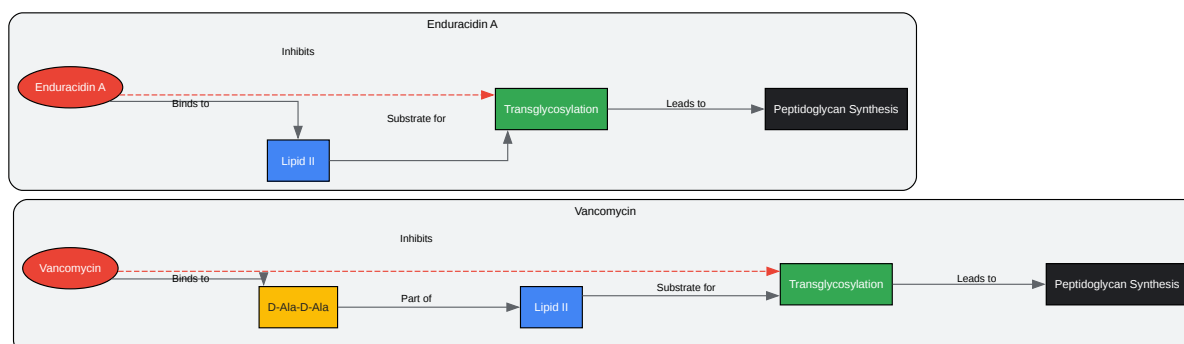 Enduracidin A
Inhibits
Enduracidin A
Binds to
Transglycosylation
Leads to
Peptidoglycan Synthesis
Substrate for
Lipid II
Vancomycin
Inhibits
Vancomycin
Binds to
Transglycosylation
Leads to
Peptidoglycan Synthesis
Substrate for
D-Ala-D-Ala
Part of
Lipid II